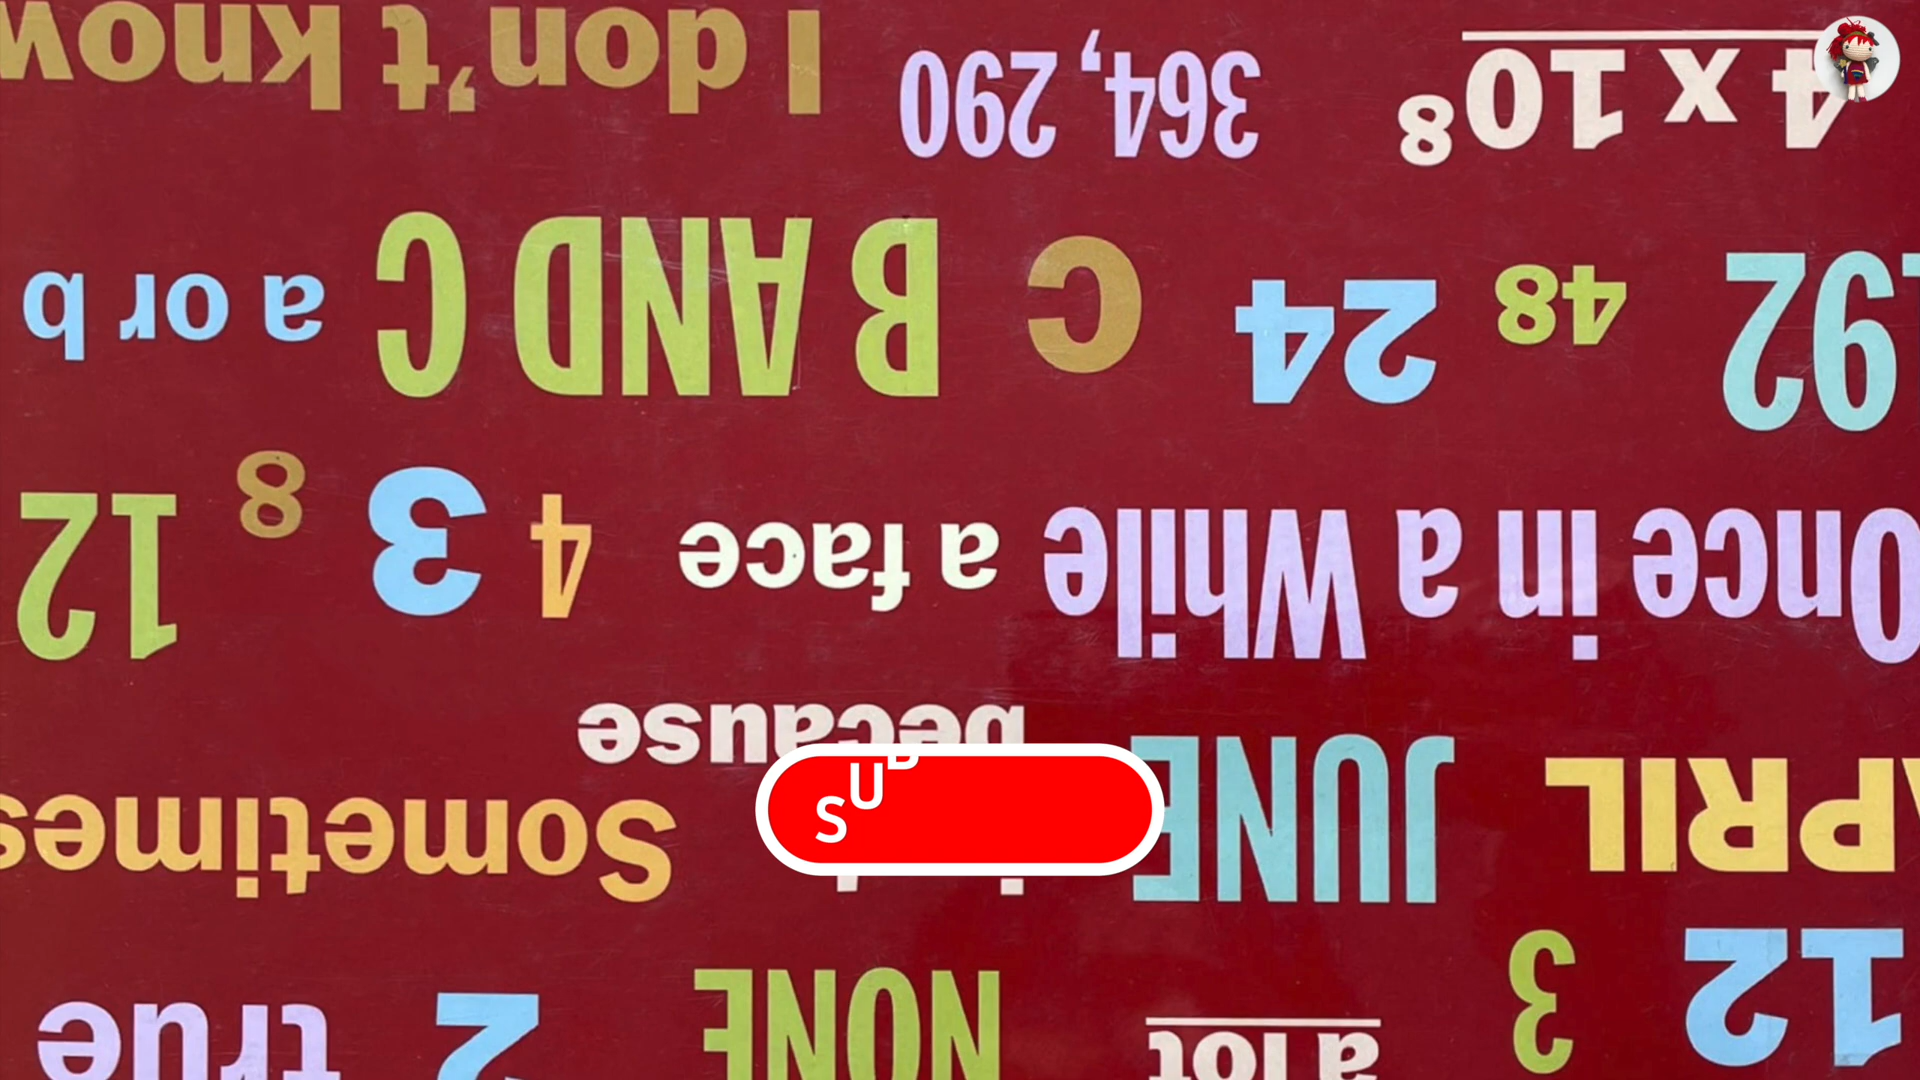 12 3 a lot NONE 2 true
APRIL JUNE Sometimes
because
Once in a While a face 4 3 8 12
192 48 24 C B AND C a or b
4 x 10⁸ 364, 290 I don't know
SUB